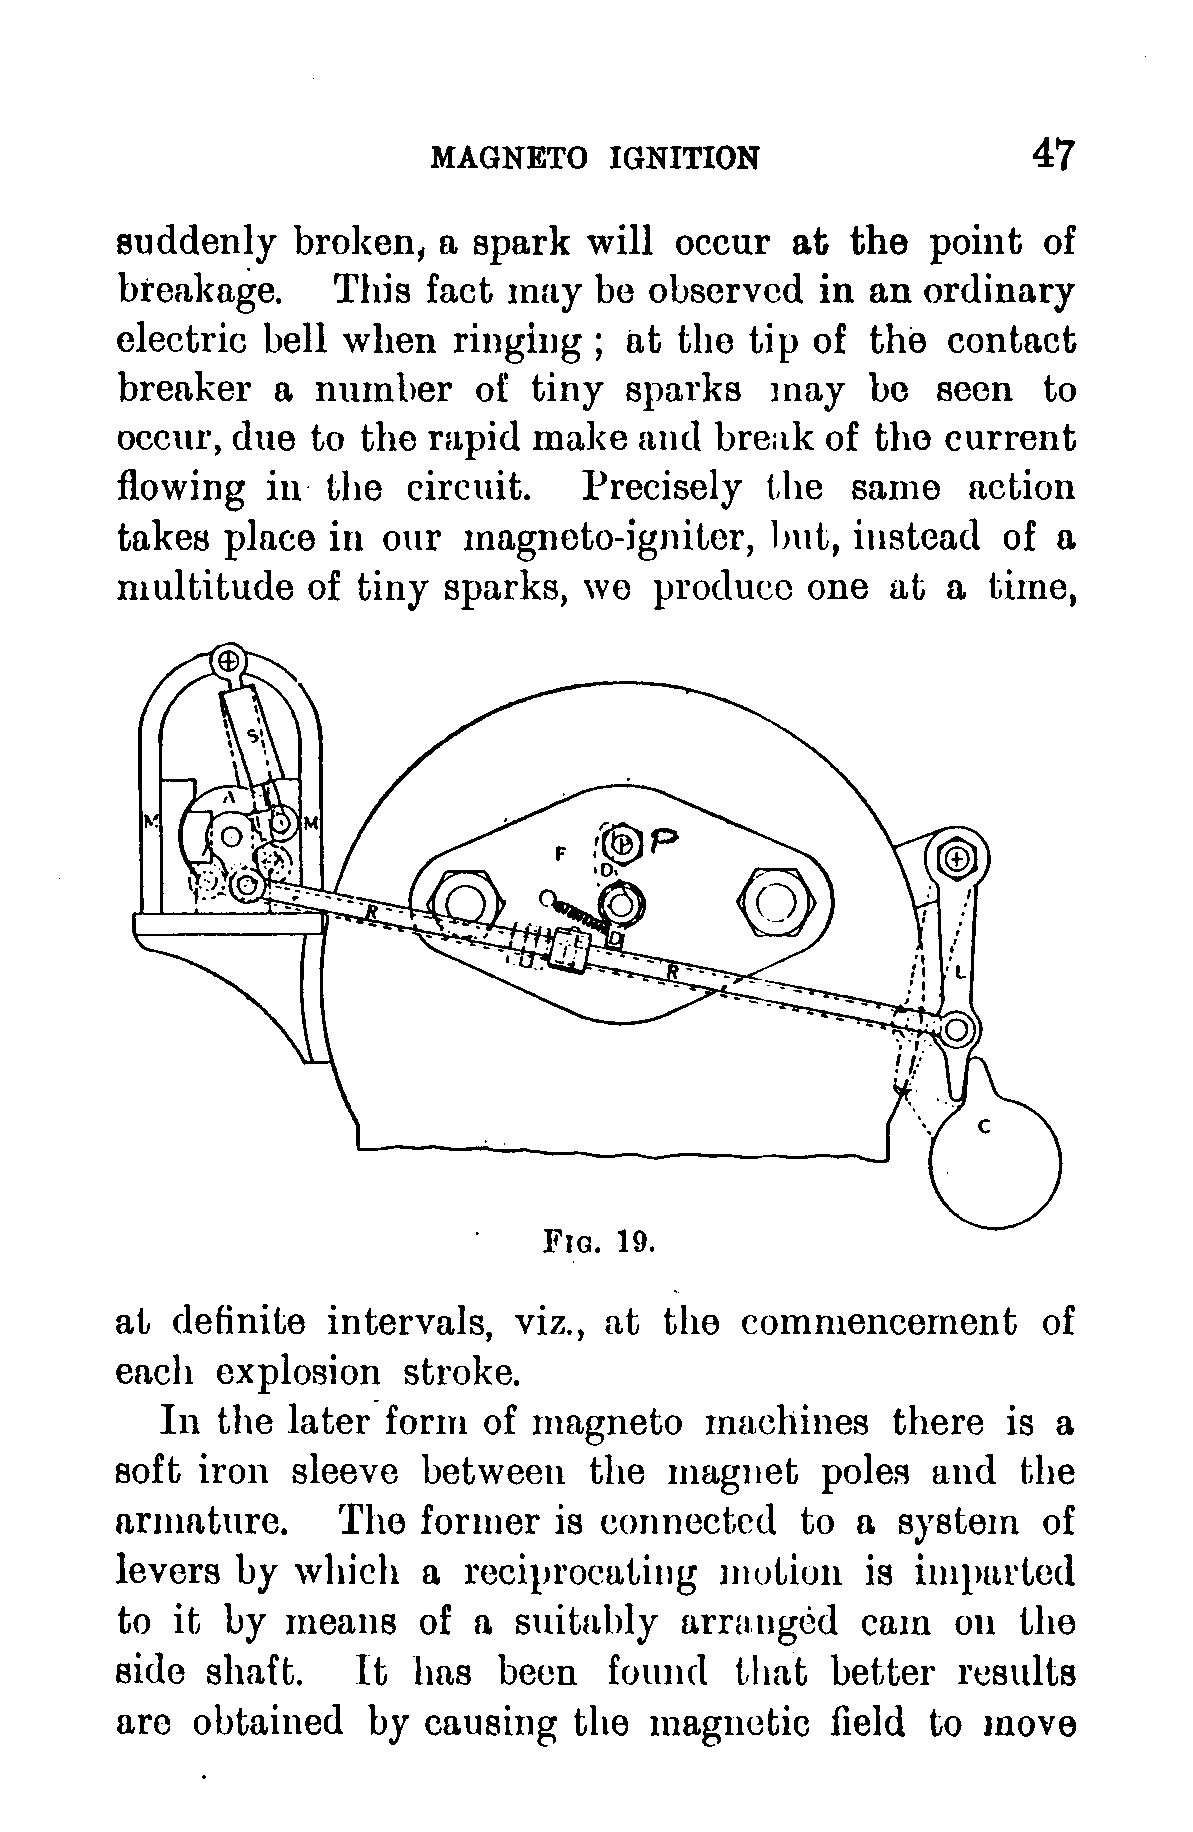 MAGNETO IGNITION 47
suddenly broken, a spark will occur at the point of
breakage. This fact may be observed in an ordinary
electric bell when ringing ; at the tip of the contact
breaker a number of tiny sparks may be seen to
occur, due to the rapid make and break of the current
flowing in the circuit. Precisely the same action
takes place in our magneto-igniter, but, instead of a
multitude of tiny sparks, we produce one at a time,
S
A
M M
F P P
D
R
D
R
L
C
FIG. 19.
at definite intervals, viz., at the commencement of
each explosion stroke.
In the later form of magneto machines there is a
soft iron sleeve between the magnet poles and the
armature. The former is connected to a system of
levers by which a reciprocating motion is imparted
to it by means of a suitably arranged cam on the
side shaft. It has been found that better results
are obtained by causing the magnetic field to move